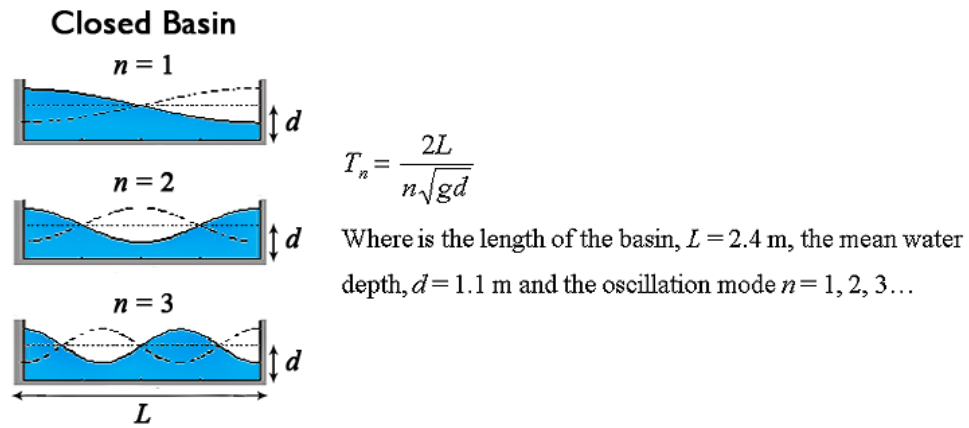 Closed Basin
n = 1
d
n = 2
d
n = 3
d
L
T_n = 2L / n√gd
Where is the length of the basin, L = 2.4 m, the mean water
depth, d = 1.1 m and the oscillation mode n = 1, 2, 3…